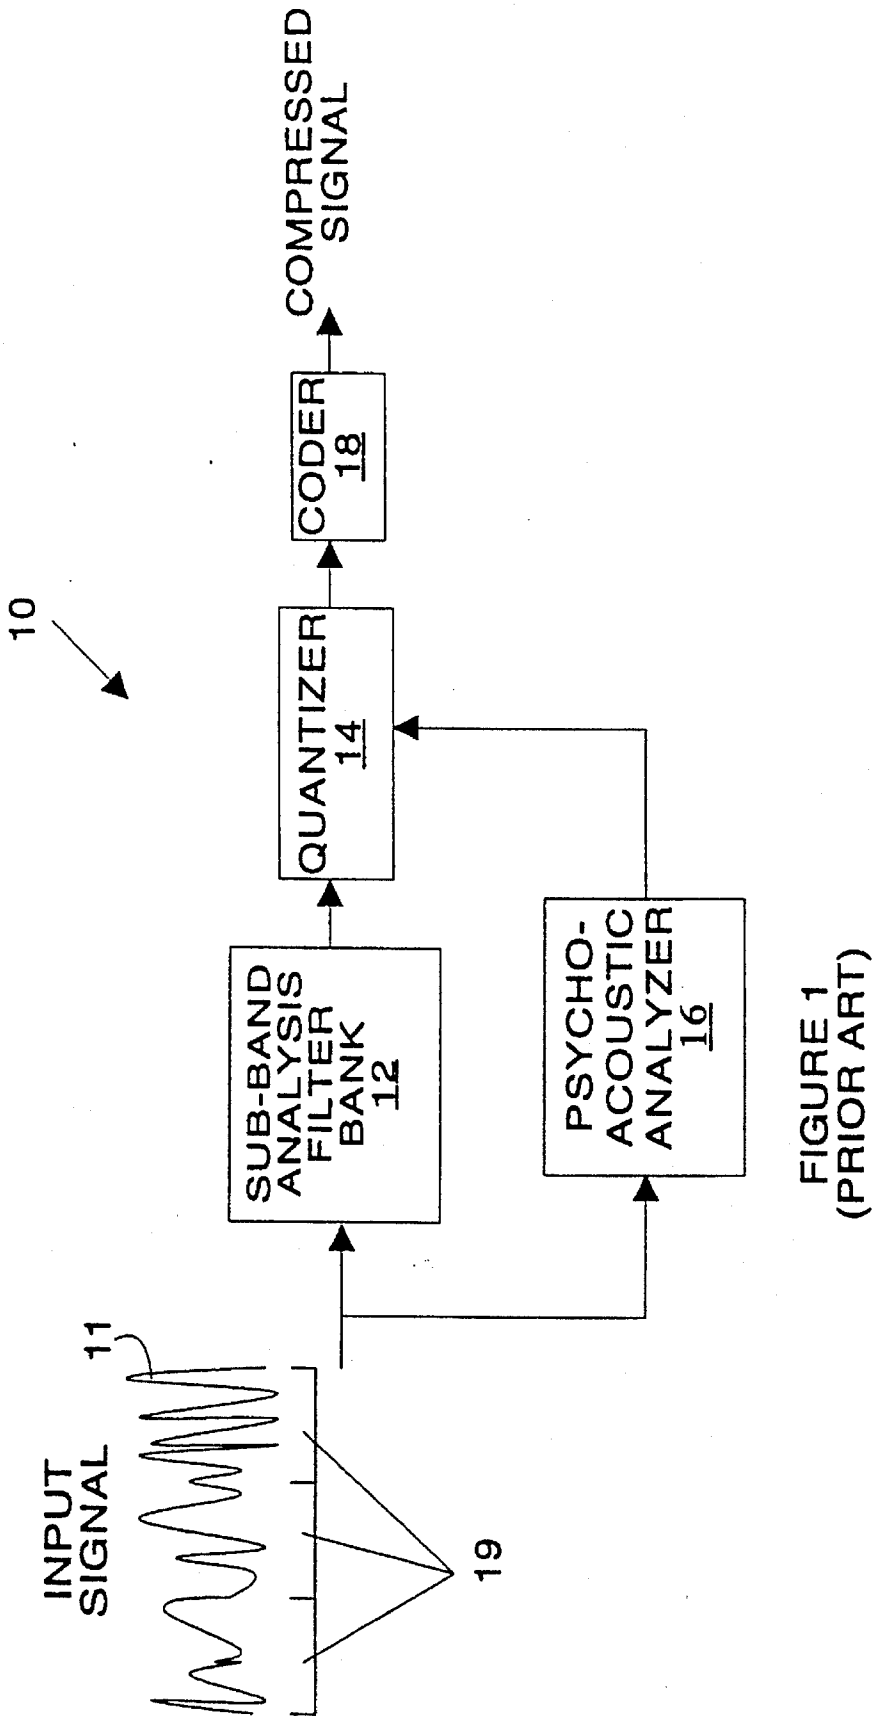 10
INPUT
SIGNAL
11
19
SUB-BAND
ANALYSIS
FILTER
BANK
12
QUANTIZER
14
CODER
18
COMPRESSED
SIGNAL
PSYCHO-
ACOUSTIC
ANALYZER
16
FIGURE 1
(PRIOR ART)